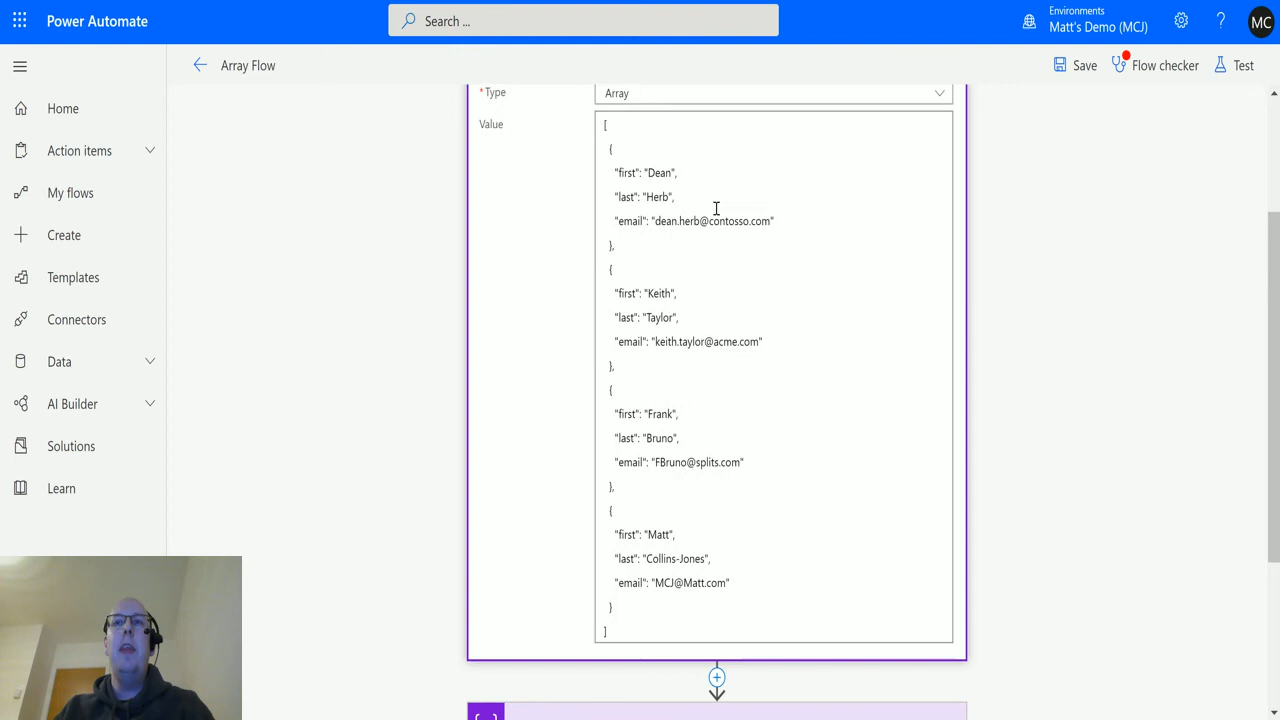 Power Automate
Search ...
Environments
Matt's Demo (MCJ)
?
MC
Array Flow
Save
Flow checker
Test
Home
Action items
My flows
Create
Templates
Connectors
Data
AI Builder
Solutions
Learn
* Type
Array
Value
[
{
"first": "Dean",
"last": "Herb",
"email": "dean.herb@contosso.com"
},
{
"first": "Keith",
"last": "Taylor",
"email": "keith.taylor@acme.com"
},
{
"first": "Frank",
"last": "Bruno",
"email": "FBruno@splits.com"
},
{
"first": "Matt",
"last": "Collins-Jones",
"email": "MCJ@Matt.com"
}
]